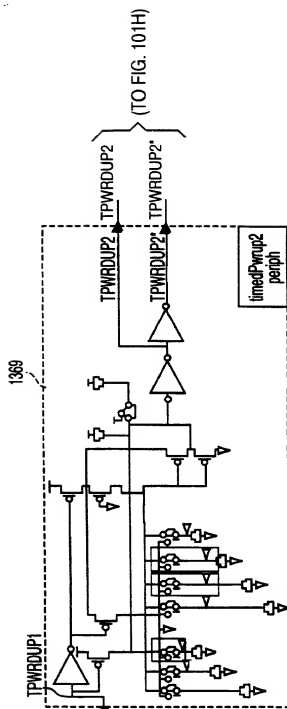 1369
TPWRDUP1
TPWRDUP2
TPWRDUP2
TPWRDUP2*
TPWRDUP2*
(TO FIG. 101H)
timedPwrup2
periph